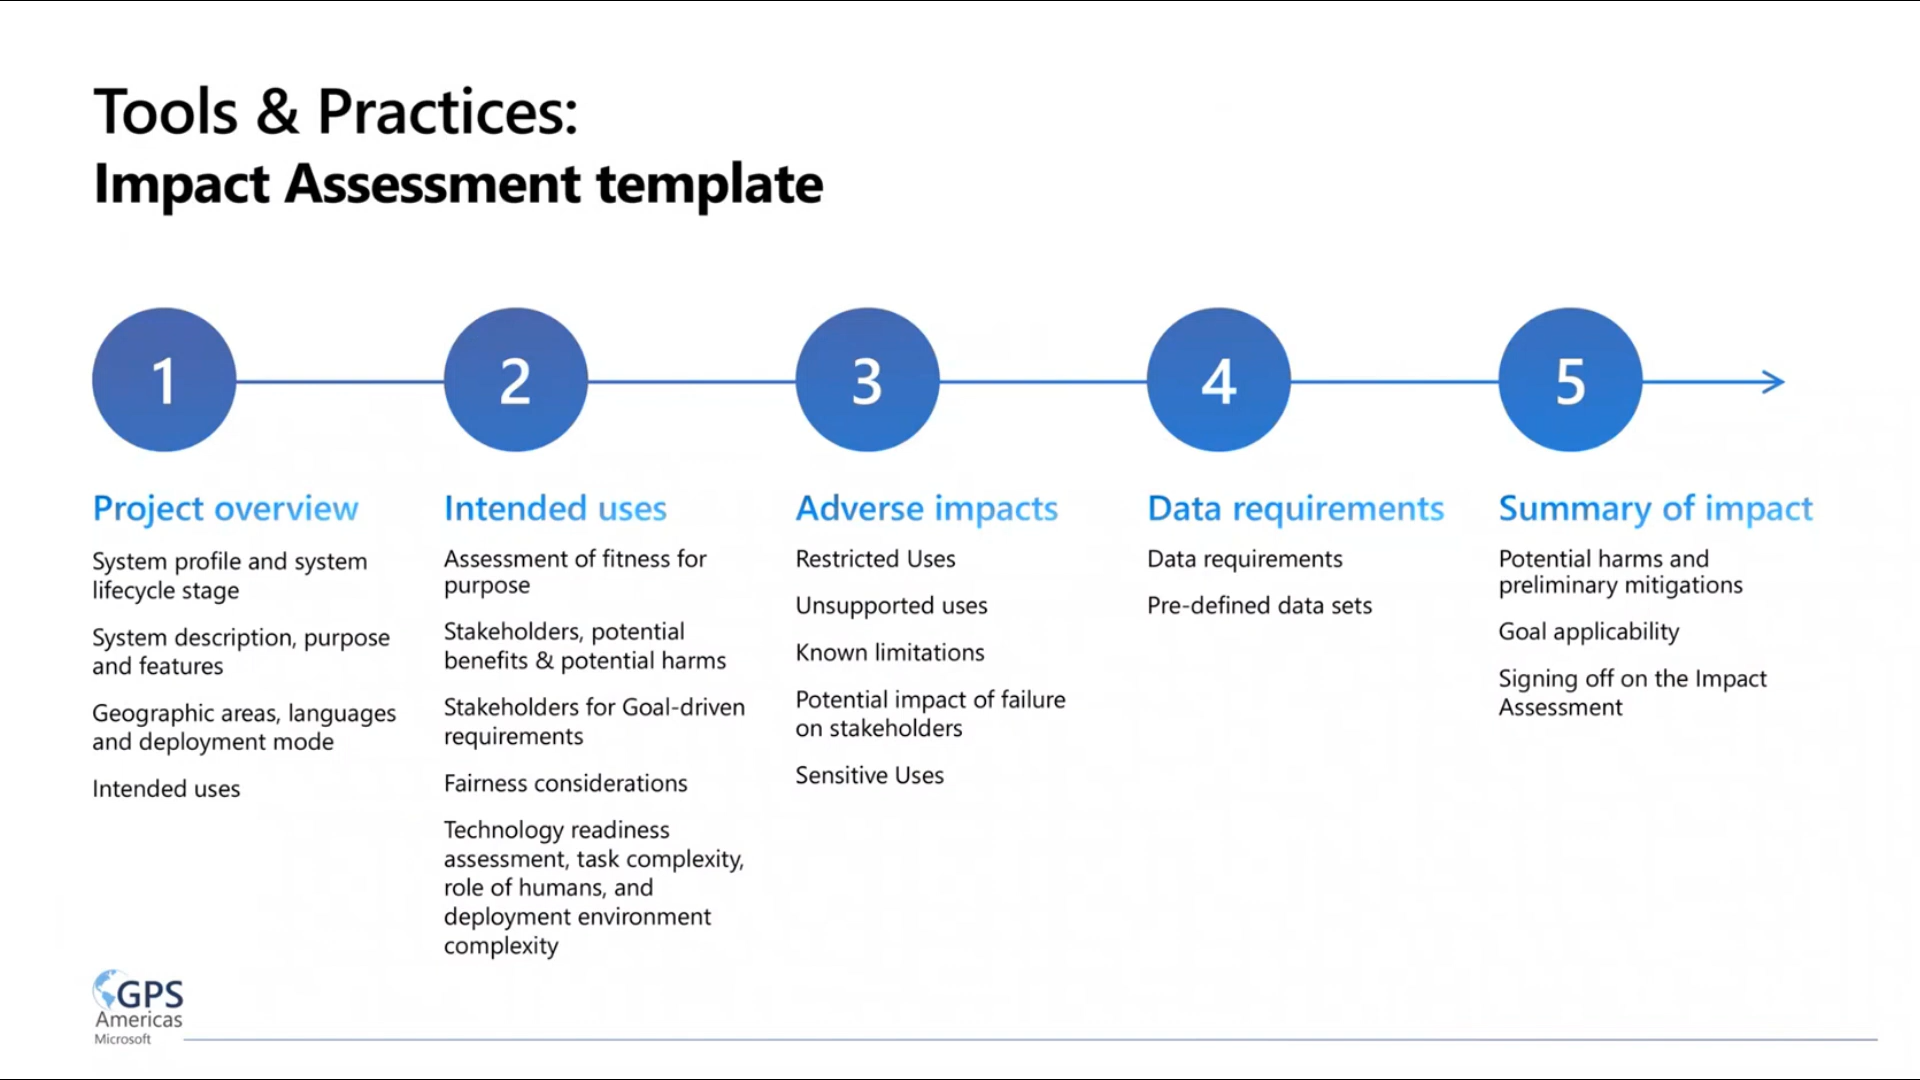 Tools & Practices:
Impact Assessment template
1
2
3
4
5
Project overview
System profile and system
lifecycle stage
System description, purpose
and features
Geographic areas, languages
and deployment mode
Intended uses
Intended uses
Assessment of fitness for
purpose
Stakeholders, potential
benefits & potential harms
Stakeholders for Goal-driven
requirements
Fairness considerations
Technology readiness
assessment, task complexity,
role of humans, and
deployment environment
complexity
Adverse impacts
Restricted Uses
Unsupported uses
Known limitations
Potential impact of failure
on stakeholders
Sensitive Uses
Data requirements
Data requirements
Pre-defined data sets
Summary of impact
Potential harms and
preliminary mitigations
Goal applicability
Signing off on the Impact
Assessment
GPS
Americas
Microsoft